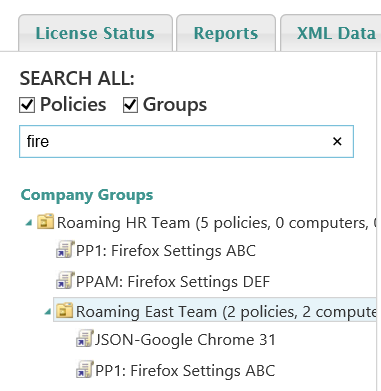 License Status Reports XML Data
SEARCH ALL:
Policies Groups
fire ×
Company Groups
Roaming HR Team (5 policies, 0 computers,
PP1: Firefox Settings ABC
PPAM: Firefox Settings DEF
Roaming East Team (2 policies, 2 compute
JSON-Google Chrome 31
PP1: Firefox Settings ABC